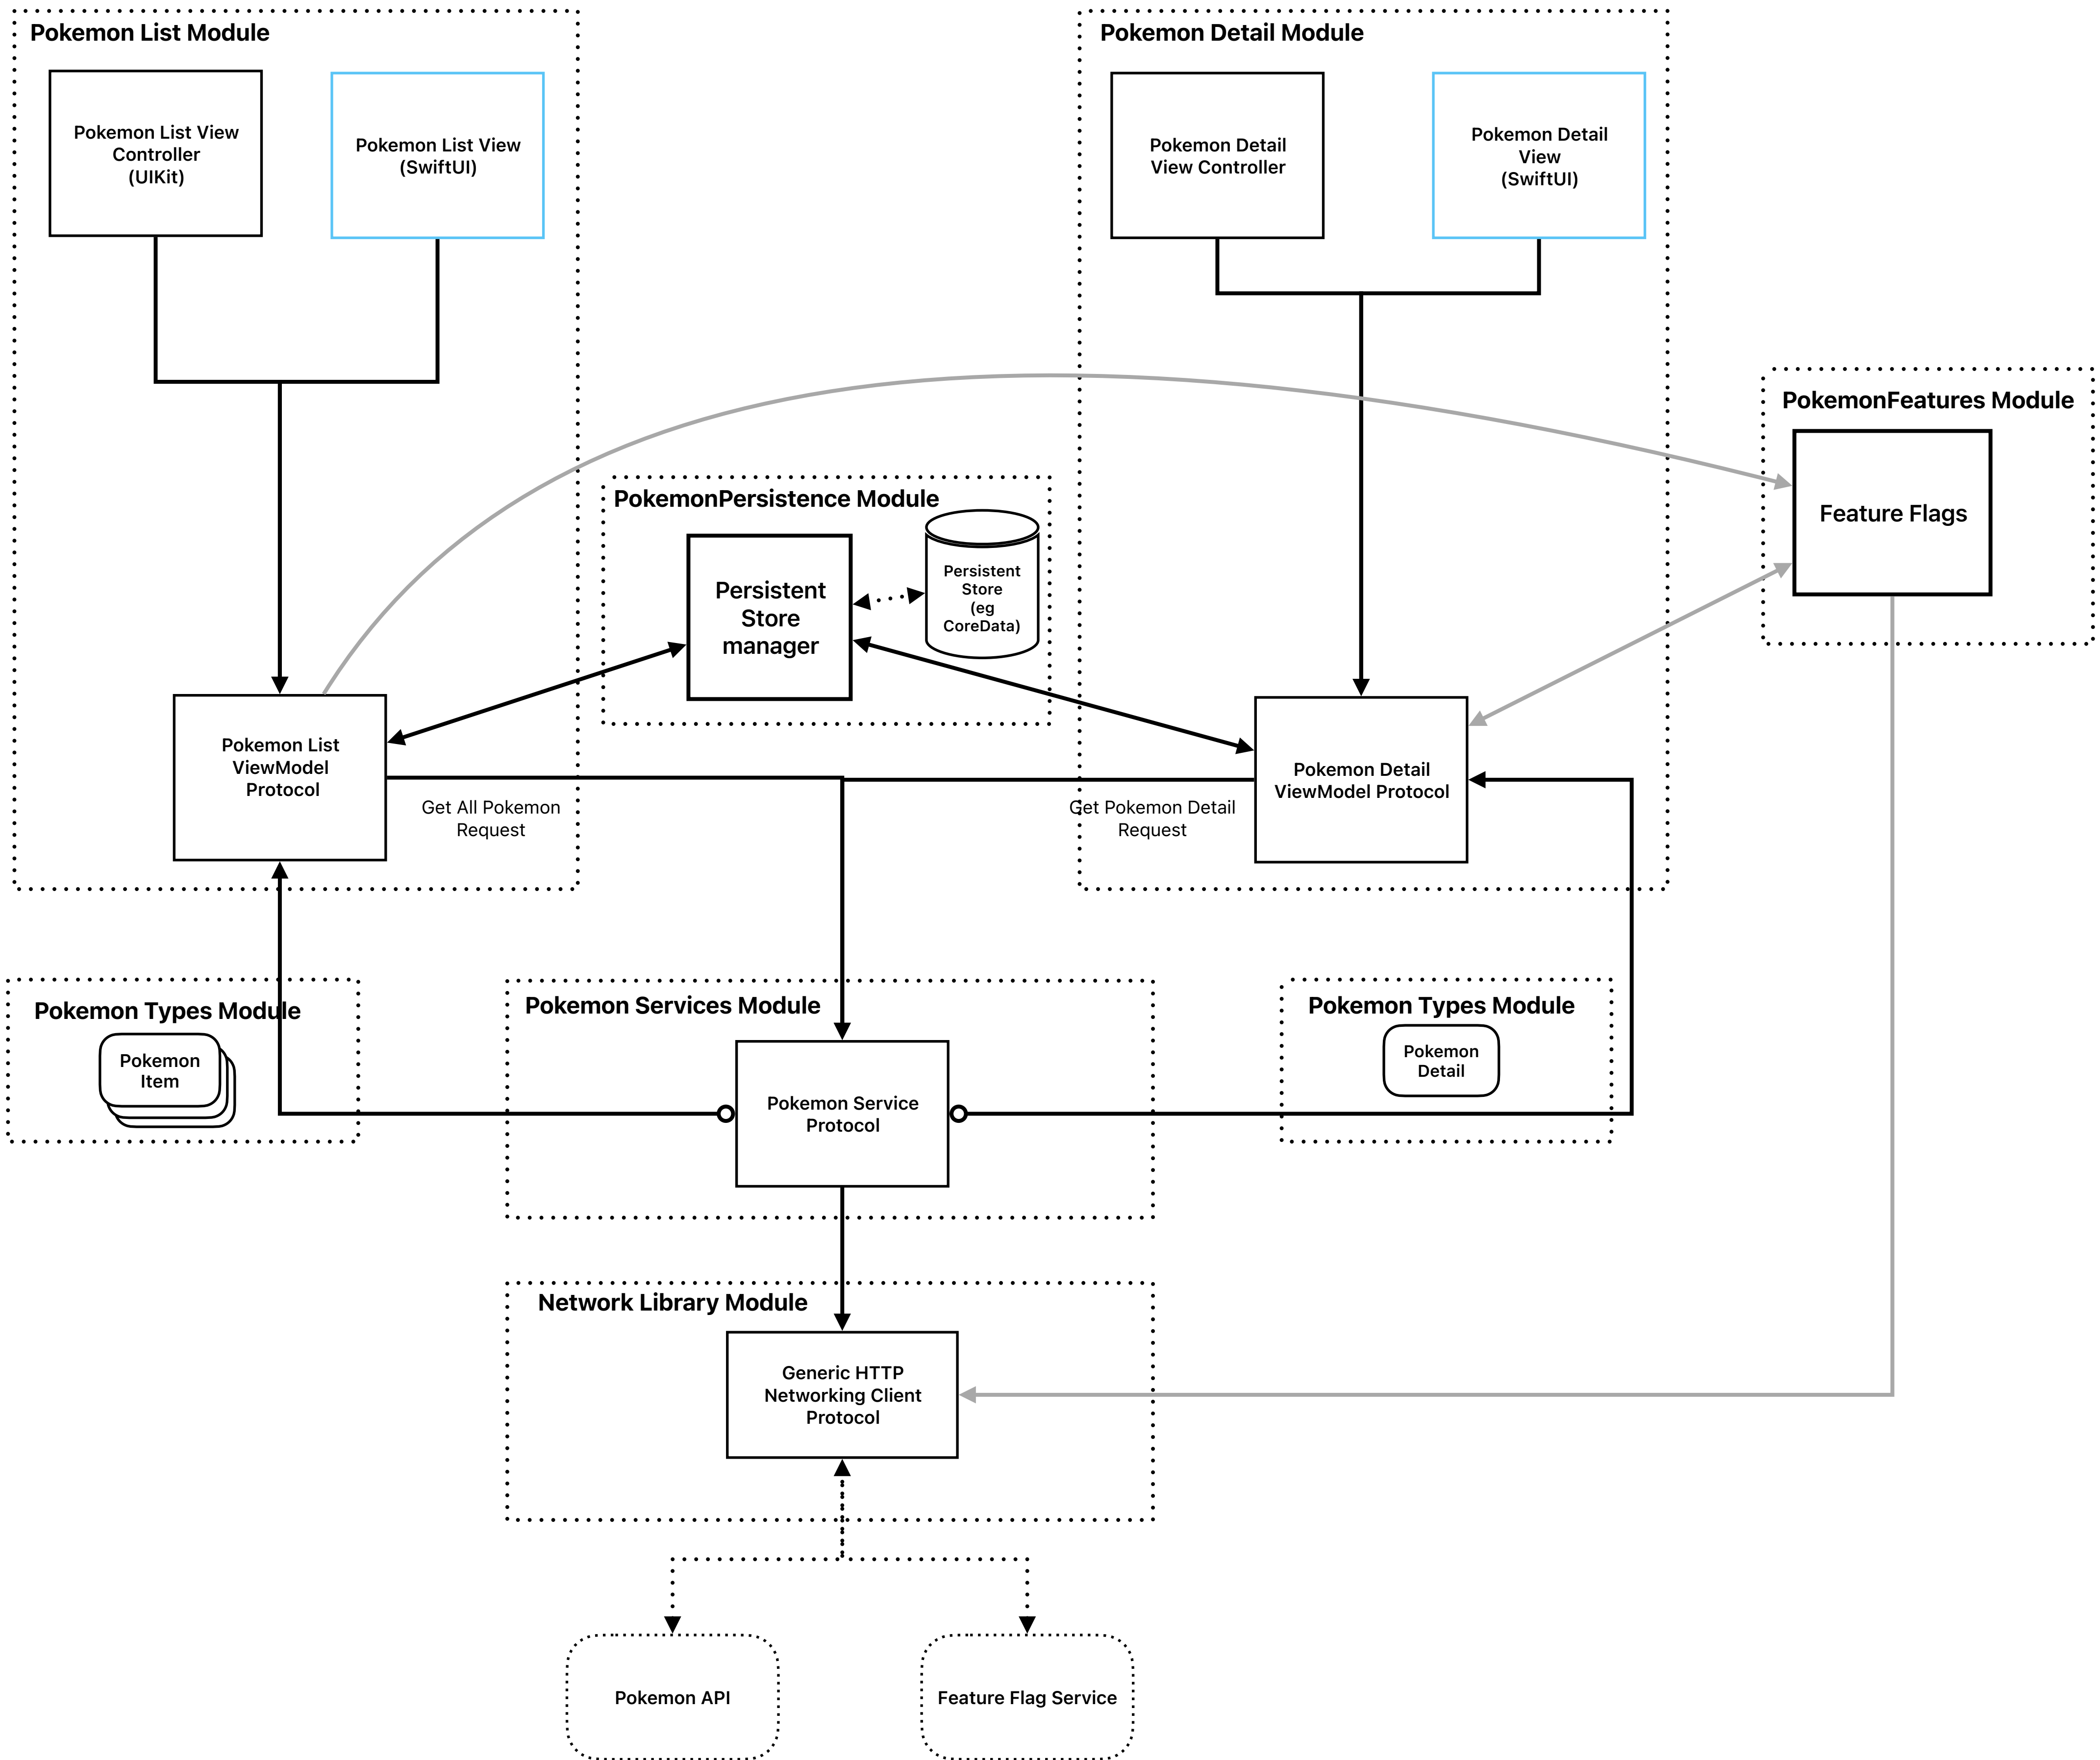 Pokemon List Module
Pokemon List View
Controller
(UIKit)
Pokemon List View
(SwiftUI)
Pokemon Detail Module
Pokemon Detail
View Controller
Pokemon Detail
View
(SwiftUI)
PokemonFeatures Module
Feature Flags
PokemonPersistence Module
Persistent
Store
manager
Persistent
Store
(eg
CoreData)
Pokemon List
ViewModel
Protocol
Get All Pokemon
Request
Get Pokemon Detail
Request
Pokemon Detail
ViewModel Protocol
Pokemon Types Module
Pokemon
Item
Pokemon Services Module
Pokemon Service
Protocol
Pokemon Types Module
Pokemon
Detail
Network Library Module
Generic HTTP
Networking Client
Protocol
Pokemon API
Feature Flag Service